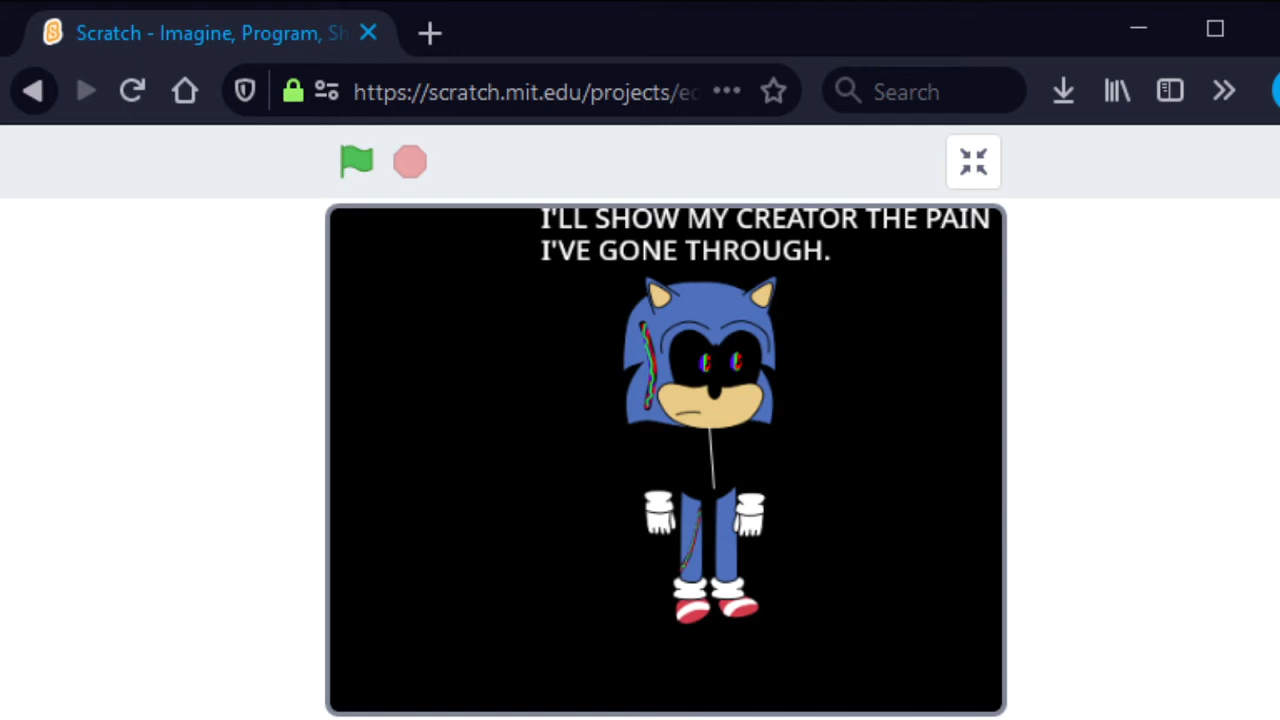 Scratch - Imagine, Program, Sh
https://scratch.mit.edu/projects/ec
Search
I'LL SHOW MY CREATOR THE PAIN
I'VE GONE THROUGH.